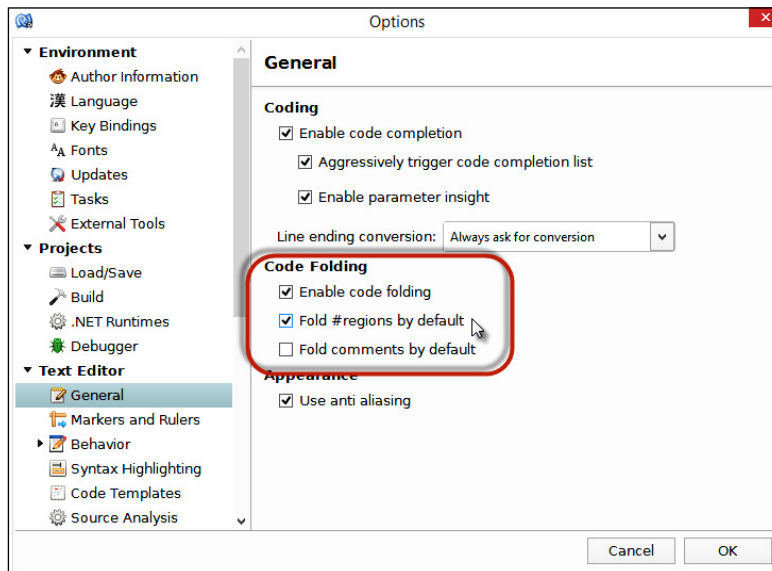 Options
Environment
Author Information
漢 Language
Key Bindings
AA Fonts
Updates
Tasks
External Tools
Projects
Load/Save
Build
.NET Runtimes
Debugger
Text Editor
General
Markers and Rulers
Behavior
Syntax Highlighting
Code Templates
Source Analysis
General
Coding
Enable code completion
Aggressively trigger code completion list
Enable parameter insight
Line ending conversion: Always ask for conversion
Code Folding
Enable code folding
Fold #regions by default
Fold comments by default
Appearance
Use anti aliasing
Cancel OK